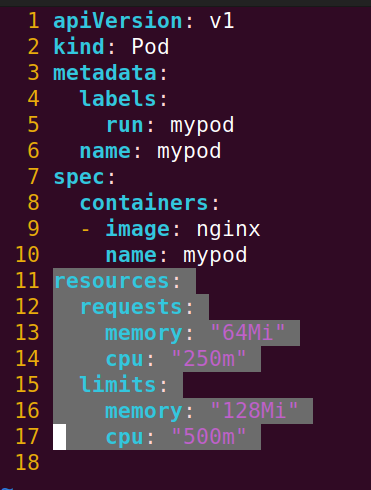 1 apiVersion: v1
2 kind: Pod
3 metadata:
4   labels:
5     run: mypod
6   name: mypod
7 spec:
8   containers:
9   - image: nginx
10     name: mypod
11 resources:
12   requests:
13     memory: "64Mi"
14     cpu: "250m"
15   limits:
16     memory: "128Mi"
17     cpu: "500m"
18
~